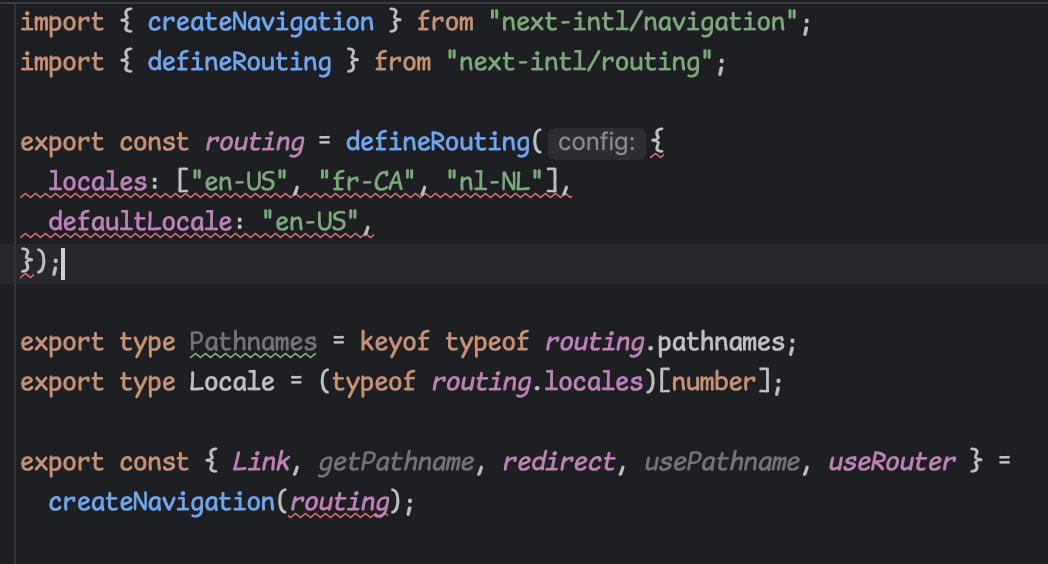 import { createNavigation } from "next-intl/navigation";
import { defineRouting } from "next-intl/routing";
export const routing = defineRouting( config: {
  locales: ["en-US", "fr-CA", "nl-NL"],
  defaultLocale: "en-US",
});
export type Pathnames = keyof typeof routing.pathnames;
export type Locale = (typeof routing.locales)[number];
export const { Link, getPathname, redirect, usePathname, useRouter } =
  createNavigation(routing);